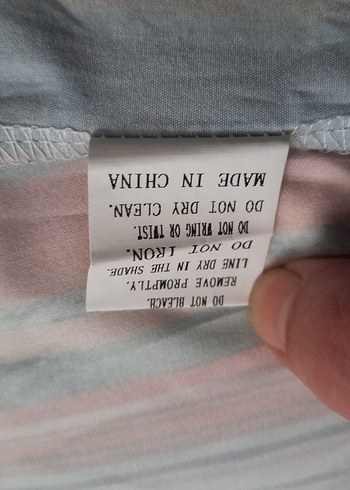 DO NOT BLEACH.
REMOVE PROMPTLY.
LINE DRY IN THE SHADE.
DO NOT IRON.
DO NOT WRING OR TWIST.
DO NOT DRY CLEAN.
MADE IN CHINA